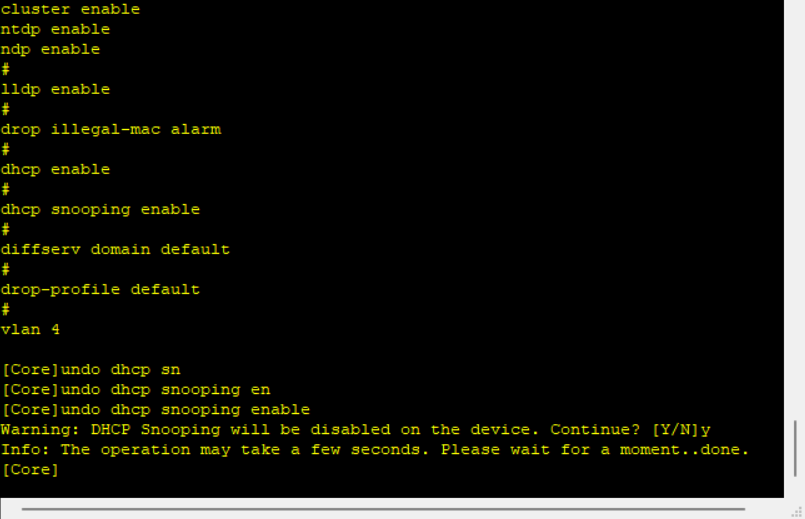 cluster enable
ntdp enable
ndp enable
#
lldp enable
#
drop illegal-mac alarm
#
dhcp enable
#
dhcp snooping enable
#
diffserv domain default
#
drop-profile default
#
vlan 4
[Core]undo dhcp sn
[Core]undo dhcp snooping en
[Core]undo dhcp snooping enable
Warning: DHCP Snooping will be disabled on the device. Continue? [Y/N]y
Info: The operation may take a few seconds. Please wait for a moment..done.
[Core]